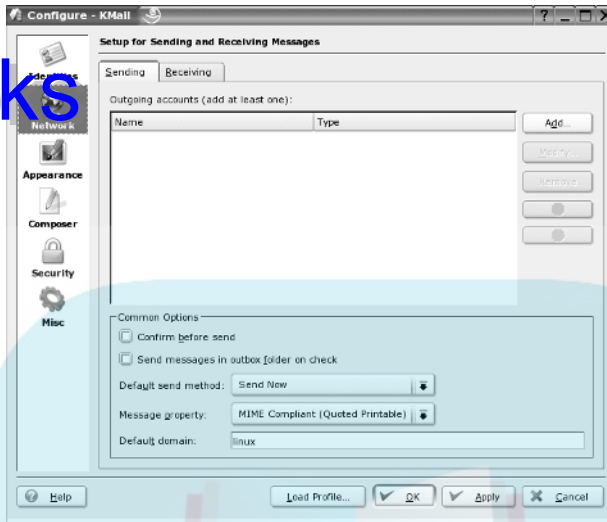 Configure - KMail
Setup for Sending and Receiving Messages
Identities
Network
Appearance
Composer
Security
Misc
ks
Sending Receiving
Outgoing accounts (add at least one):
Name Type
Add...
Modify...
Remove
Common Options
Confirm before send
Send messages in outbox folder on check
Default send method: Send Now
Message property: MIME Compliant (Quoted Printable)
Default domain: linux
Help Load Profile... OK Apply Cancel